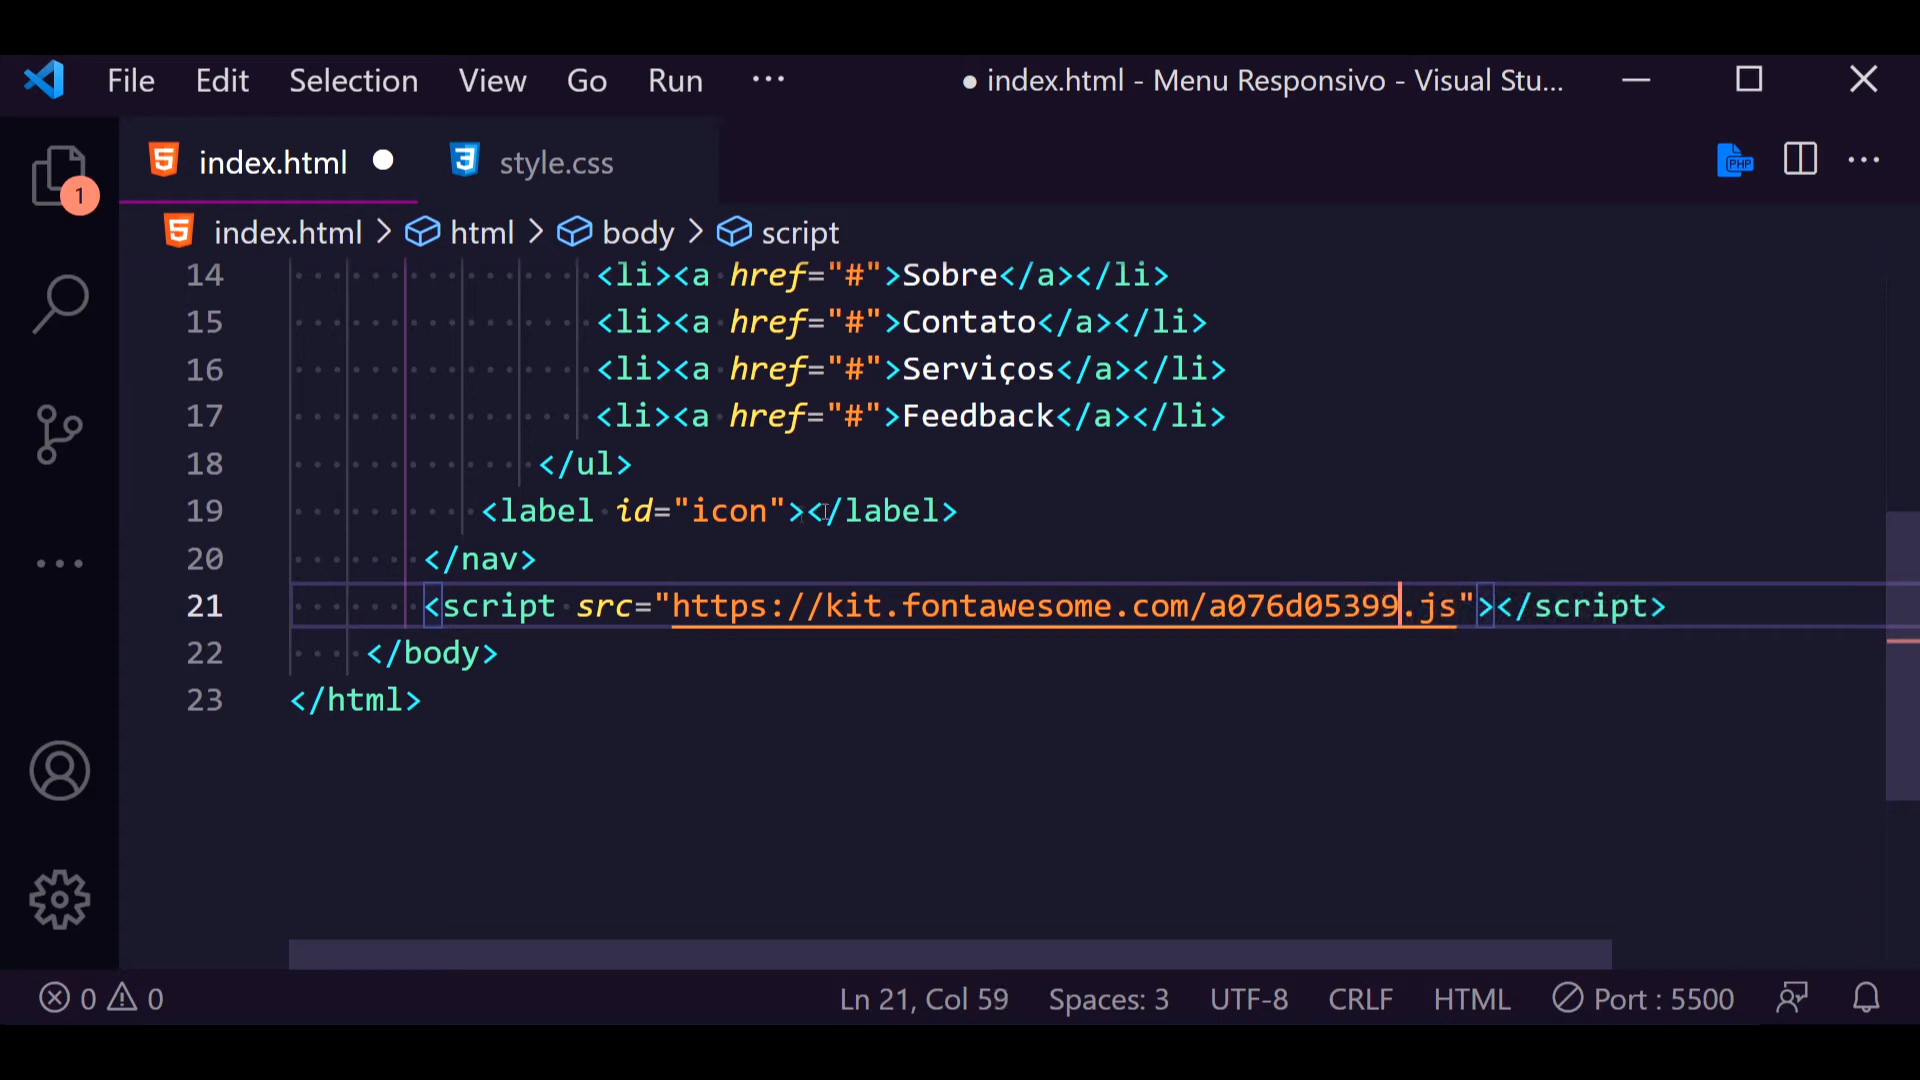 File Edit Selection View Go Run ··· ● index.html - Menu Responsivo - Visual Stu...
index.html ● style.css
PHP ···
1
index.html > html > body > script
14 <li><a href="#">Sobre</a></li>
15 <li><a href="#">Contato</a></li>
16 <li><a href="#">Serviços</a></li>
17 <li><a href="#">Feedback</a></li>
18 </ul>
19 <label id="icon"></label>
20 </nav>
21 <script src="https://kit.fontawesome.com/a076d05399.js"></script>
22 </body>
23 </html>
0 0 Ln 21, Col 59 Spaces: 3 UTF-8 CRLF HTML Port : 5500